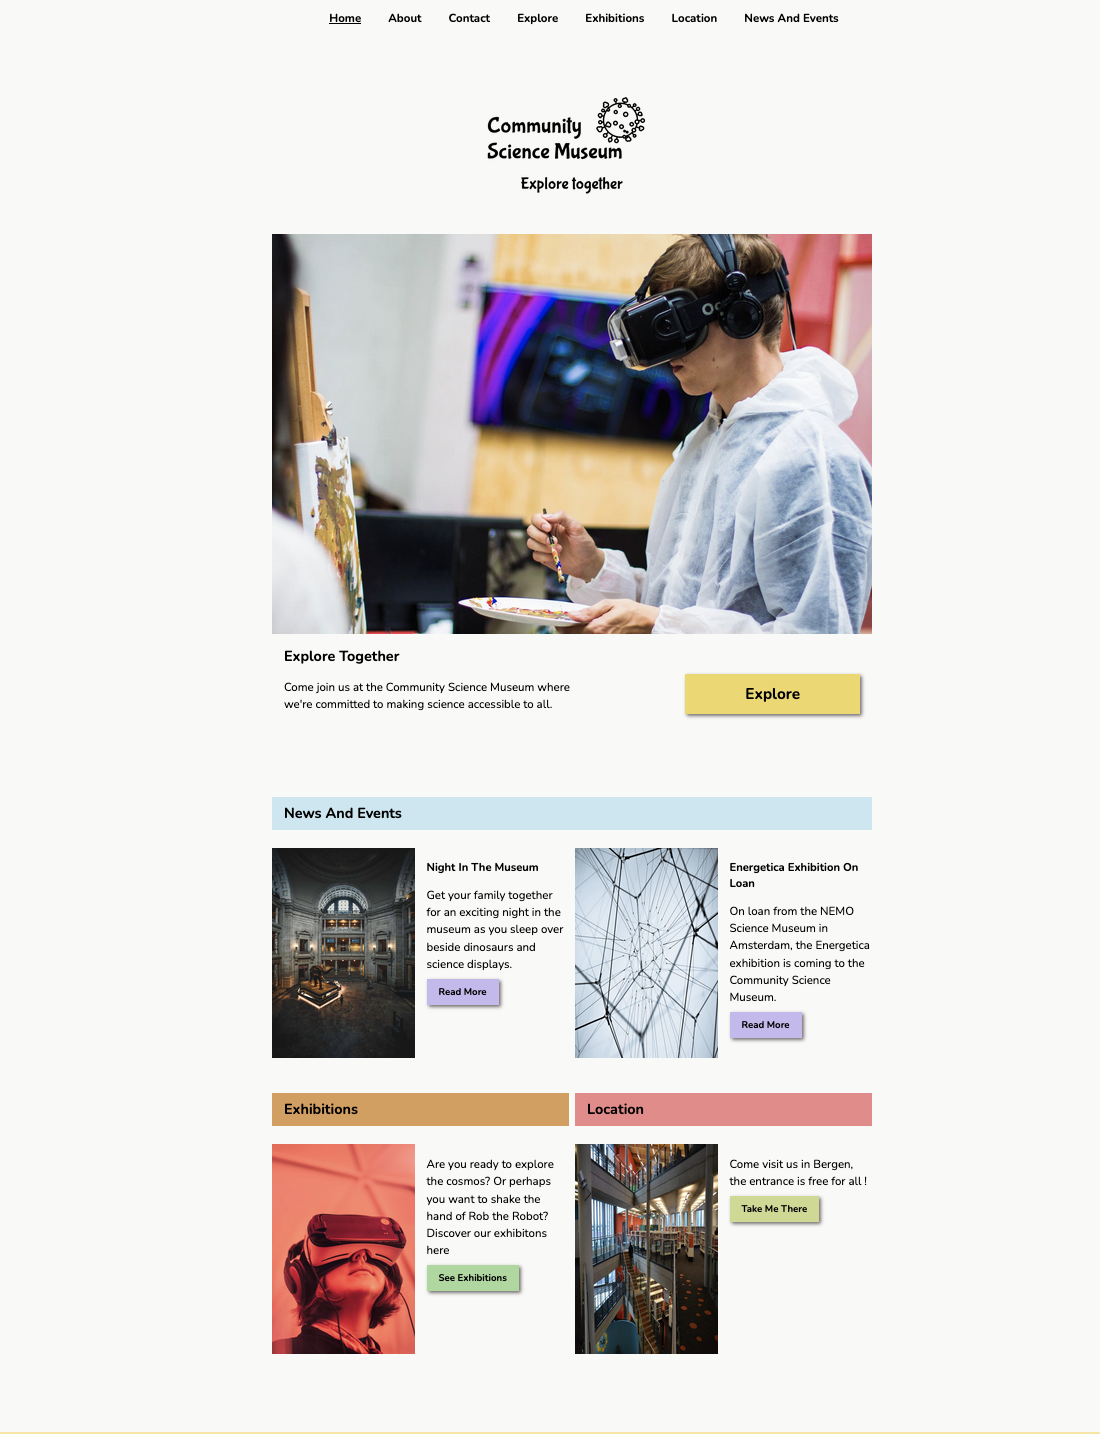 Home About Contact Explore Exhibitions Location News And Events
Community
Science Museum
Explore together
Explore Together
Come join us at the Community Science Museum where
we're committed to making science accessible to all.
Explore
News And Events
Night In The Museum
Get your family together
for an exciting night in the
museum as you sleep over
beside dinosaurs and
science displays.
Read More
Energetica Exhibition On
Loan
On loan from the NEMO
Science Museum in
Amsterdam, the Energetica
exhibition is coming to the
Community Science
Museum.
Read More
Exhibitions
Are you ready to explore
the cosmos? Or perhaps
you want to shake the
hand of Rob the Robot?
Discover our exhibitons
here
See Exhibitions
Location
Come visit us in Bergen,
the entrance is free for all !
Take Me There